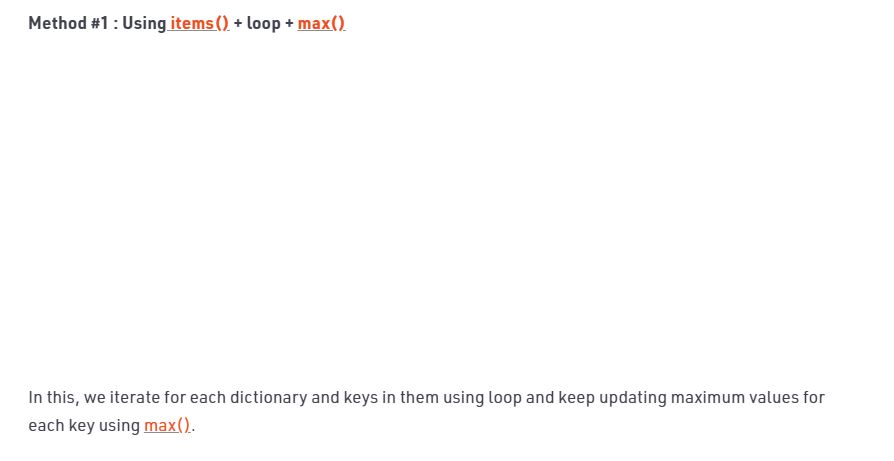 Method #1 : Using items() + loop + max()
In this, we iterate for each dictionary and keys in them using loop and keep updating maximum values for
each key using max().